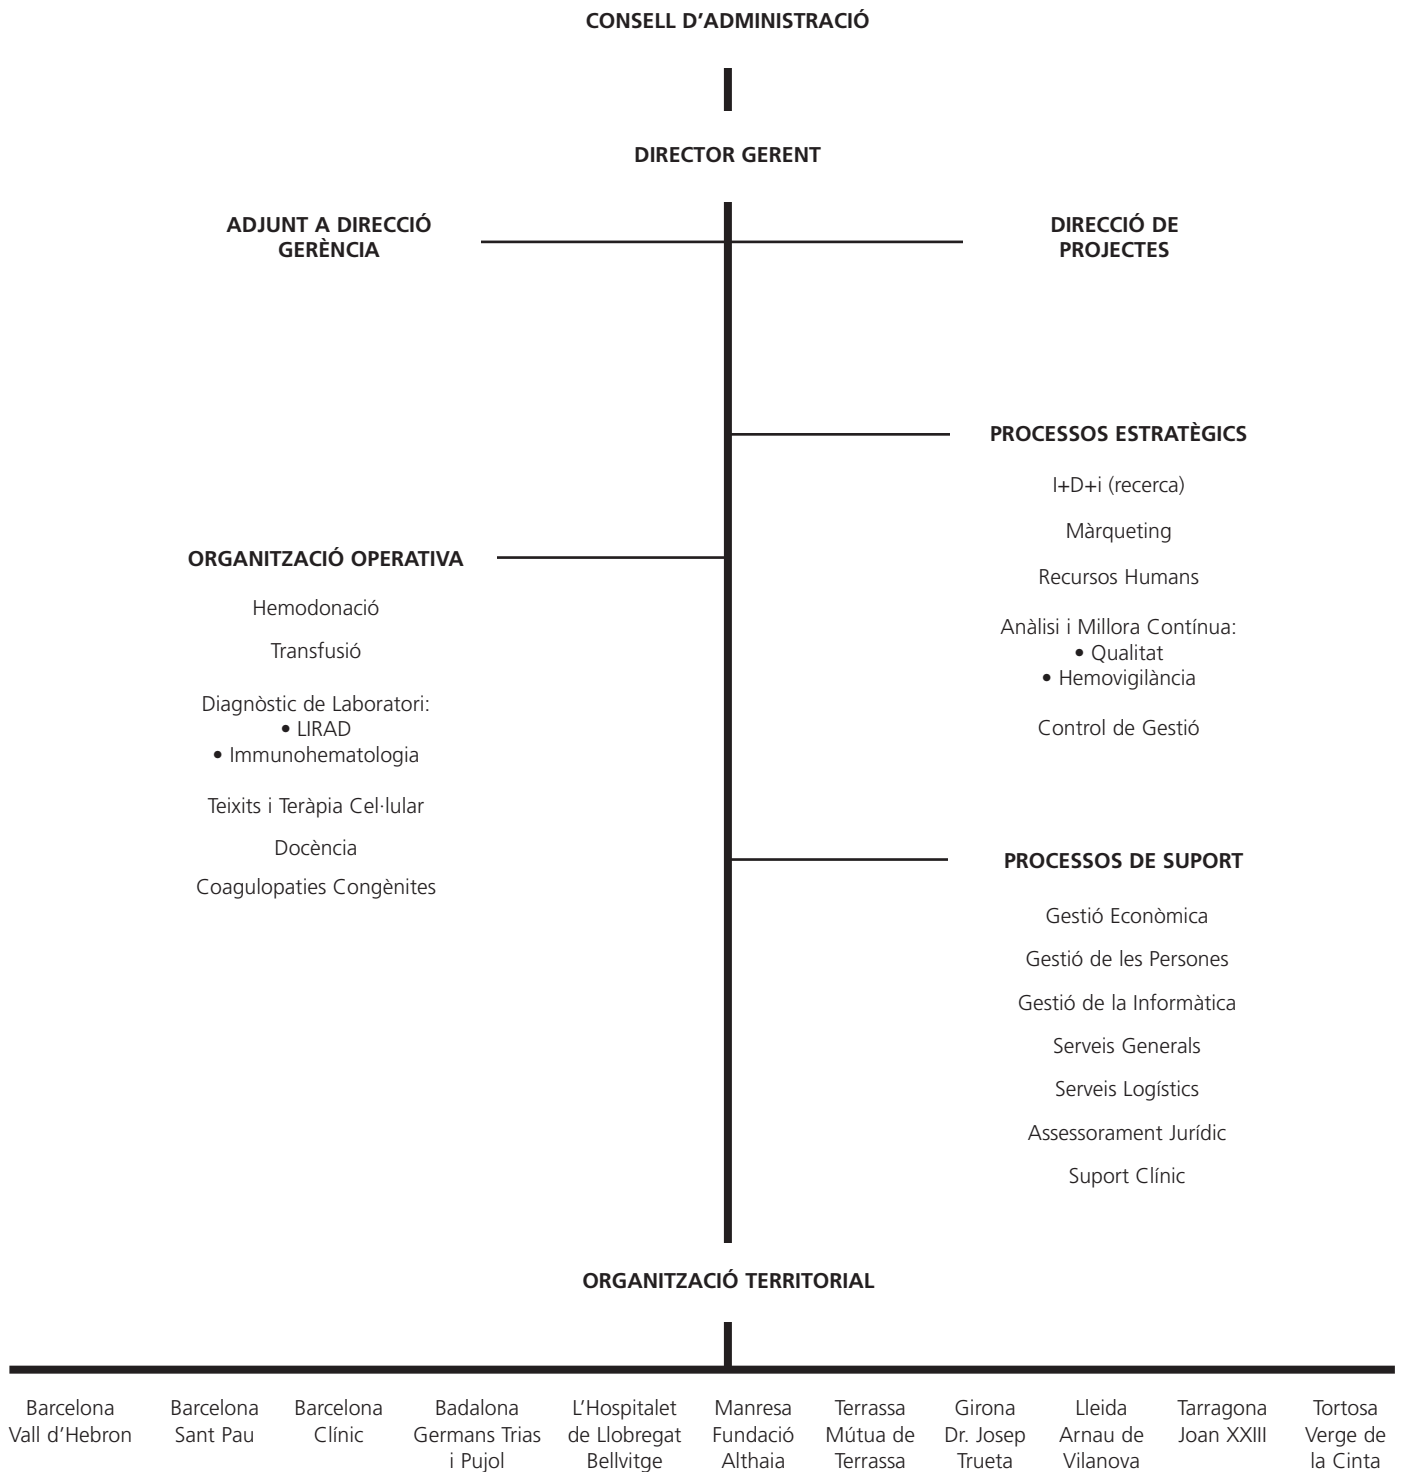 CONSELL D'ADMINISTRACIÓ
DIRECTOR GERENT
ADJUNT A DIRECCIÓ
GERÈNCIA
DIRECCIÓ DE
PROJECTES
ORGANITZACIÓ OPERATIVA
Hemodonació
Transfusió
Diagnòstic de Laboratori:
• LIRAD
• Immunohematologia
Teixits i Teràpia Cel·lular
Docència
Coagulopaties Congènites
PROCESSOS ESTRATÈGICS
I+D+i (recerca)
Màrqueting
Recursos Humans
Anàlisi i Millora Contínua:
• Qualitat
• Hemovigilància
Control de Gestió
PROCESSOS DE SUPORT
Gestió Econòmica
Gestió de les Persones
Gestió de la Informàtica
Serveis Generals
Serveis Logístics
Assessorament Jurídic
Suport Clínic
ORGANITZACIÓ TERRITORIAL
Barcelona
Vall d'Hebron
Barcelona
Sant Pau
Barcelona
Clínic
Badalona
Germans Trias
i Pujol
L'Hospitalet
de Llobregat
Bellvitge
Manresa
Fundació
Althaia
Terrassa
Mútua de
Terrassa
Girona
Dr. Josep
Trueta
Lleida
Arnau de
Vilanova
Tarragona
Joan XXIII
Tortosa
Verge de
la Cinta